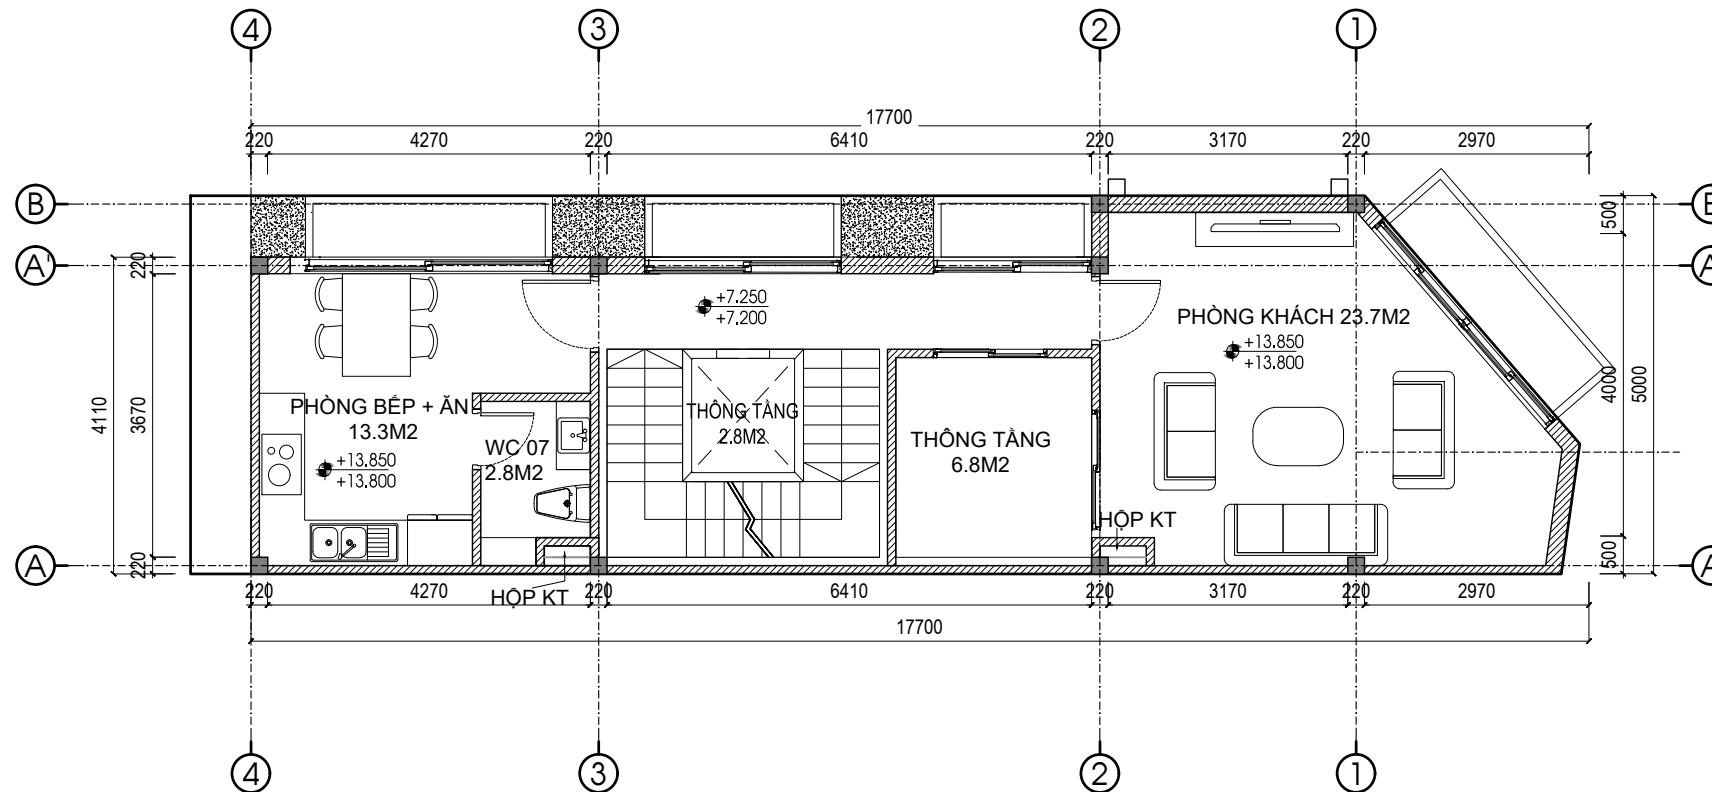 4
3
2
1
17700
220
4270
220
6410
220
3170
220
2970
B
A'
A
500
4000
5000
500
220
3670
4110
220
+7.250
+7.200
PHÒNG KHÁCH 23.7M2
+13.850
+13.800
PHÒNG BẾP + ĂN
13.3M2
+13.850
+13.800
WC 07
2.8M2
THÔNG TẦNG
2.8M2
THÔNG TẦNG
6.8M2
HỘP KT
HỘP KT
220
4270
220
6410
220
3170
220
2970
17700
4
3
2
1